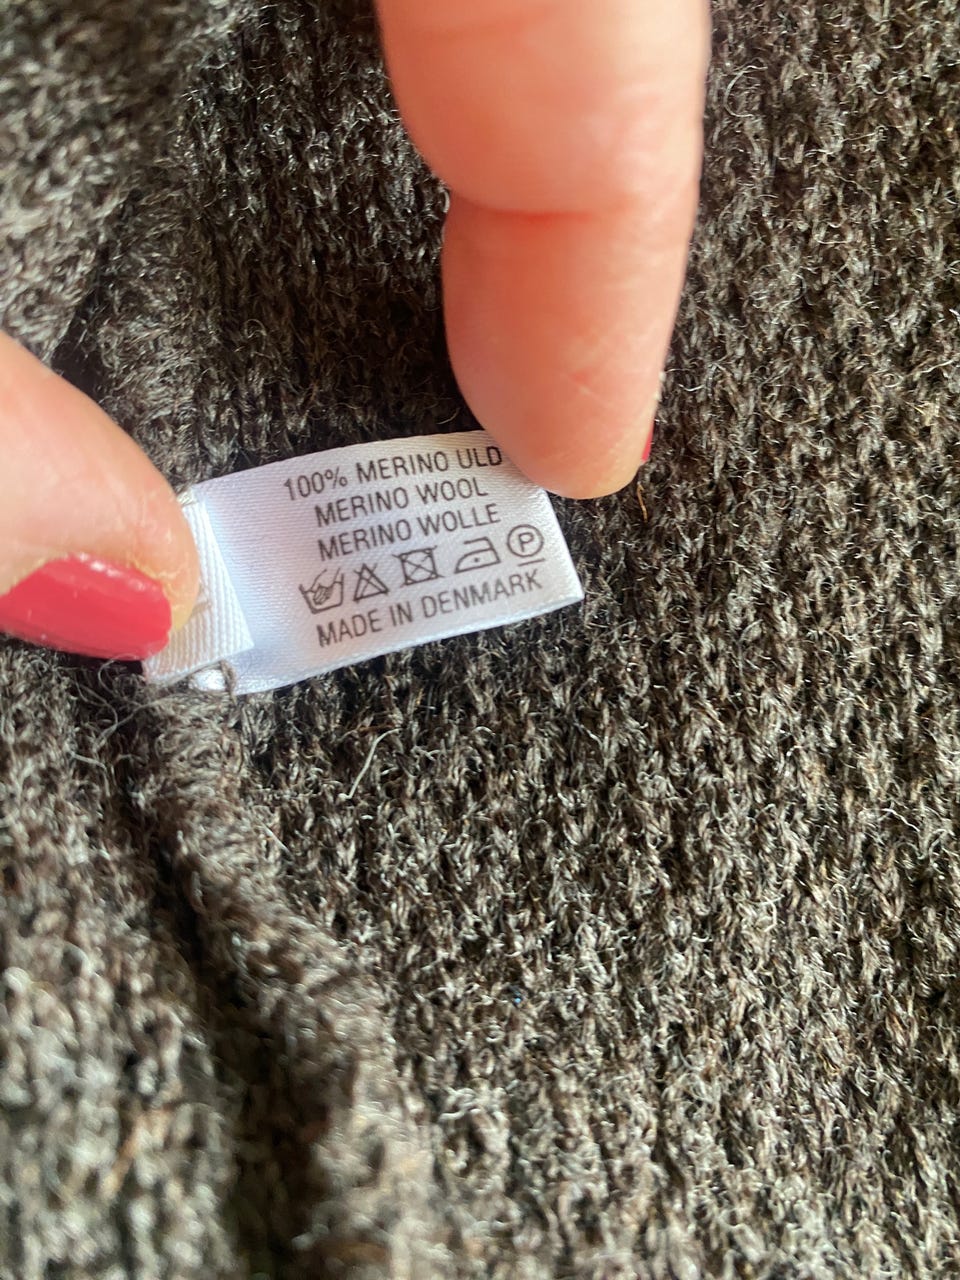 100% MERINO ULD
MERINO WOOL
MERINO WOLLE
P
MADE IN DENMARK